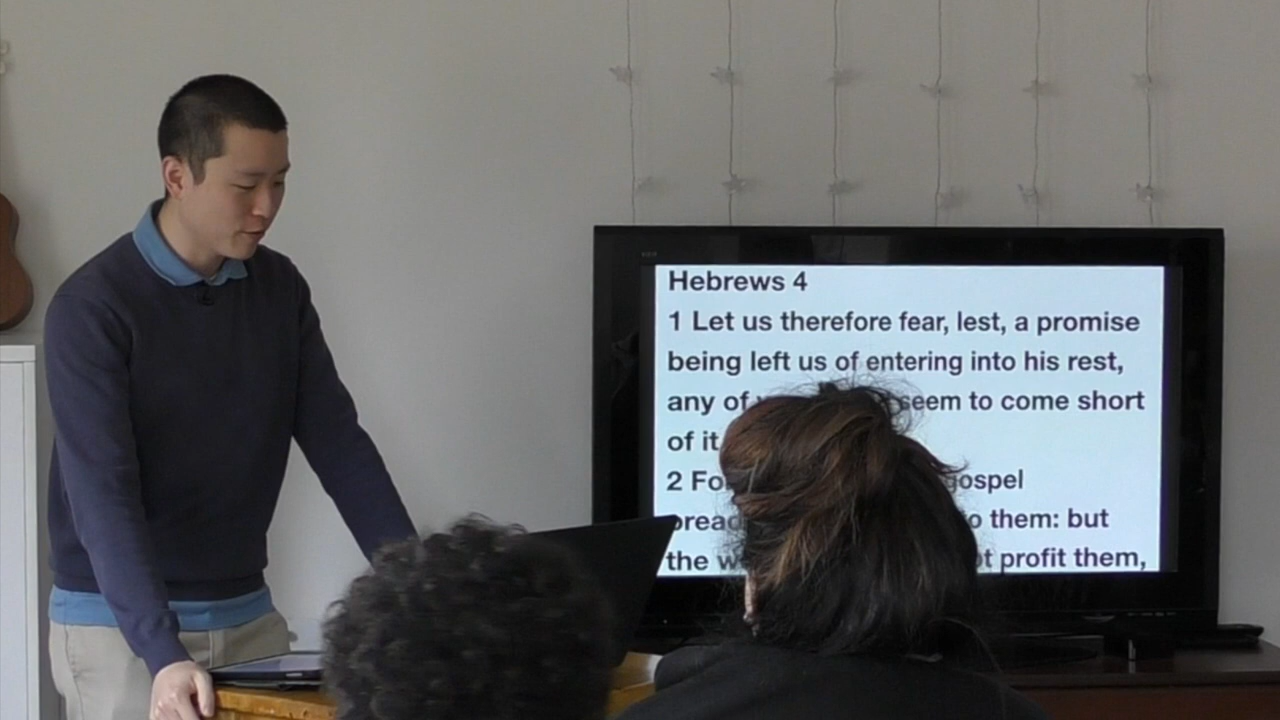 Hebrews 4
1 Let us therefore fear, lest, a promise
being left us of entering into his rest,
any of seem to come short
of it
2 gospel
them: but
the profit them,